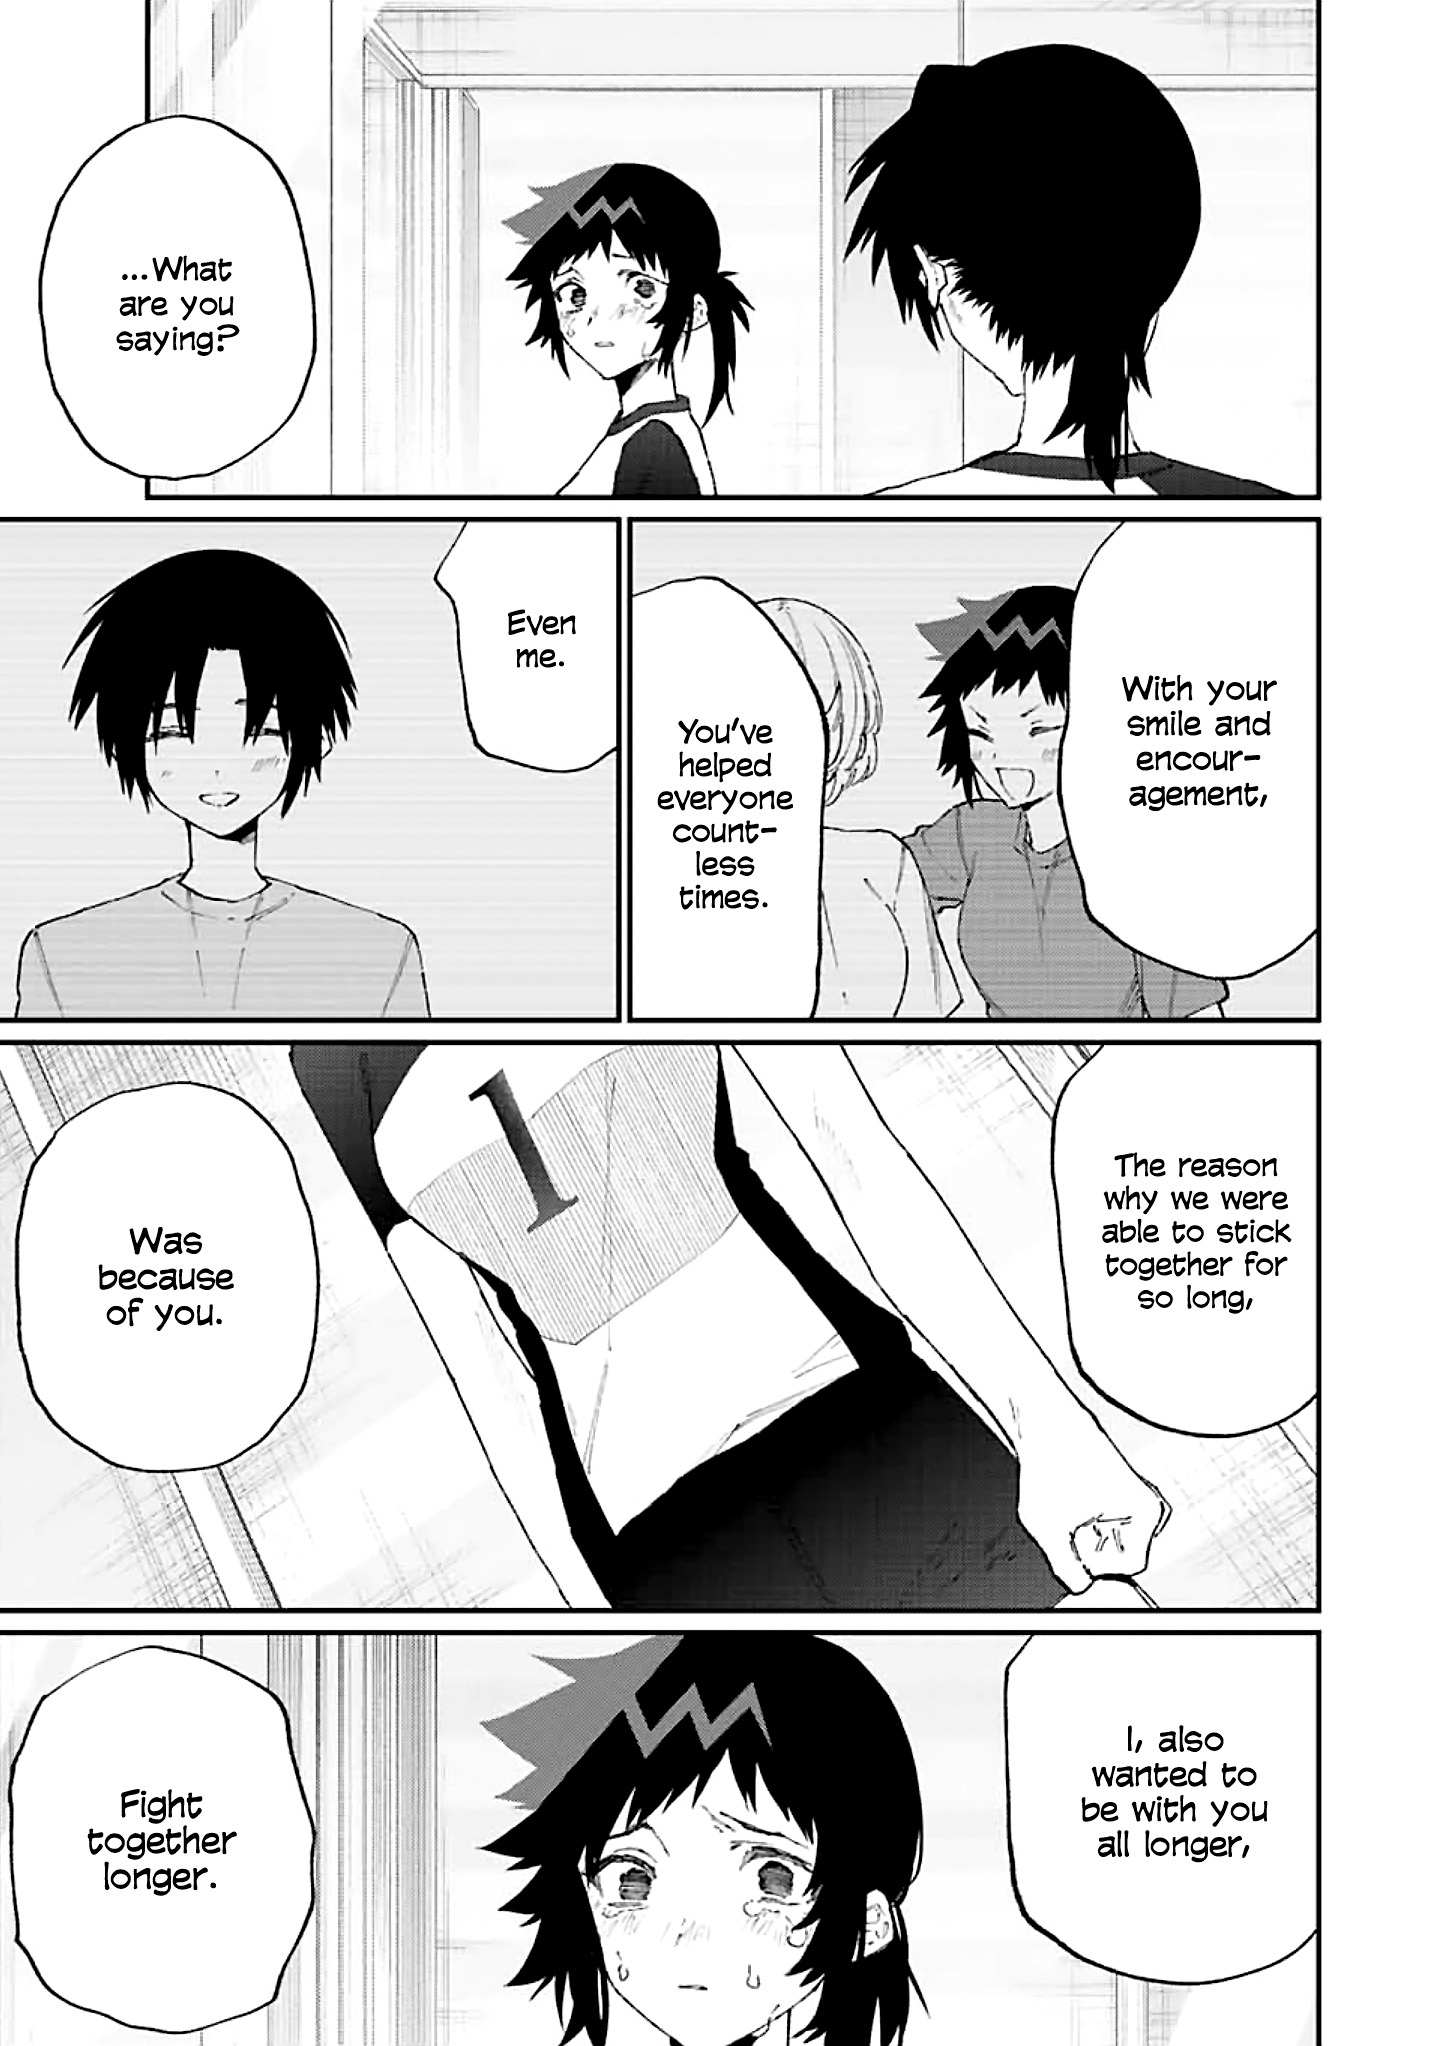 ...What
are you
saying?
With your
smile and
encour-
agement,
You've
helped
everyone
count-
less
times.
Even
me.
The reason
why we were
able to stick
together for
so long,
1
Was
because
of you.
I, also
wanted to
be with you
all longer,
Fight
together
longer.